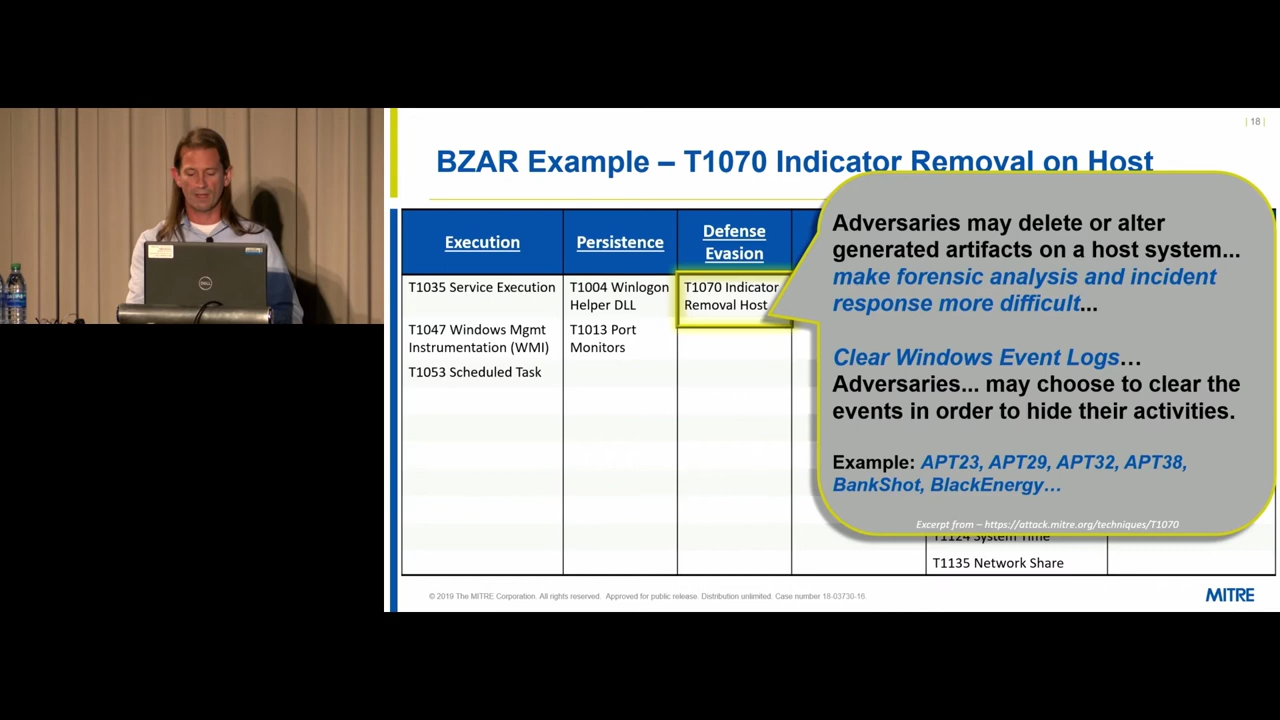 | 18 |
BZAR Example – T1070 Indicator Removal on Host
Execution
Persistence
Defense
Evasion
T1035 Service Execution
T1047 Windows Mgmt
Instrumentation (WMI)
T1053 Scheduled Task
T1004 Winlogon
Helper DLL
T1013 Port
Monitors
T1070 Indicator
Removal Host
Adversaries may delete or alter
generated artifacts on a host system...
make forensic analysis and incident
response more difficult...
Clear Windows Event Logs…
Adversaries... may choose to clear the
events in order to hide their activities.
Example: APT23, APT29, APT32, APT38,
BankShot, BlackEnergy…
Excerpt from – https://attack.mitre.org/techniques/T1070
T1124 System Time
T1135 Network Share
© 2019 The MITRE Corporation. All rights reserved. Approved for public release. Distribution unlimited. Case number 18-03730-16.
MITRE
DELL